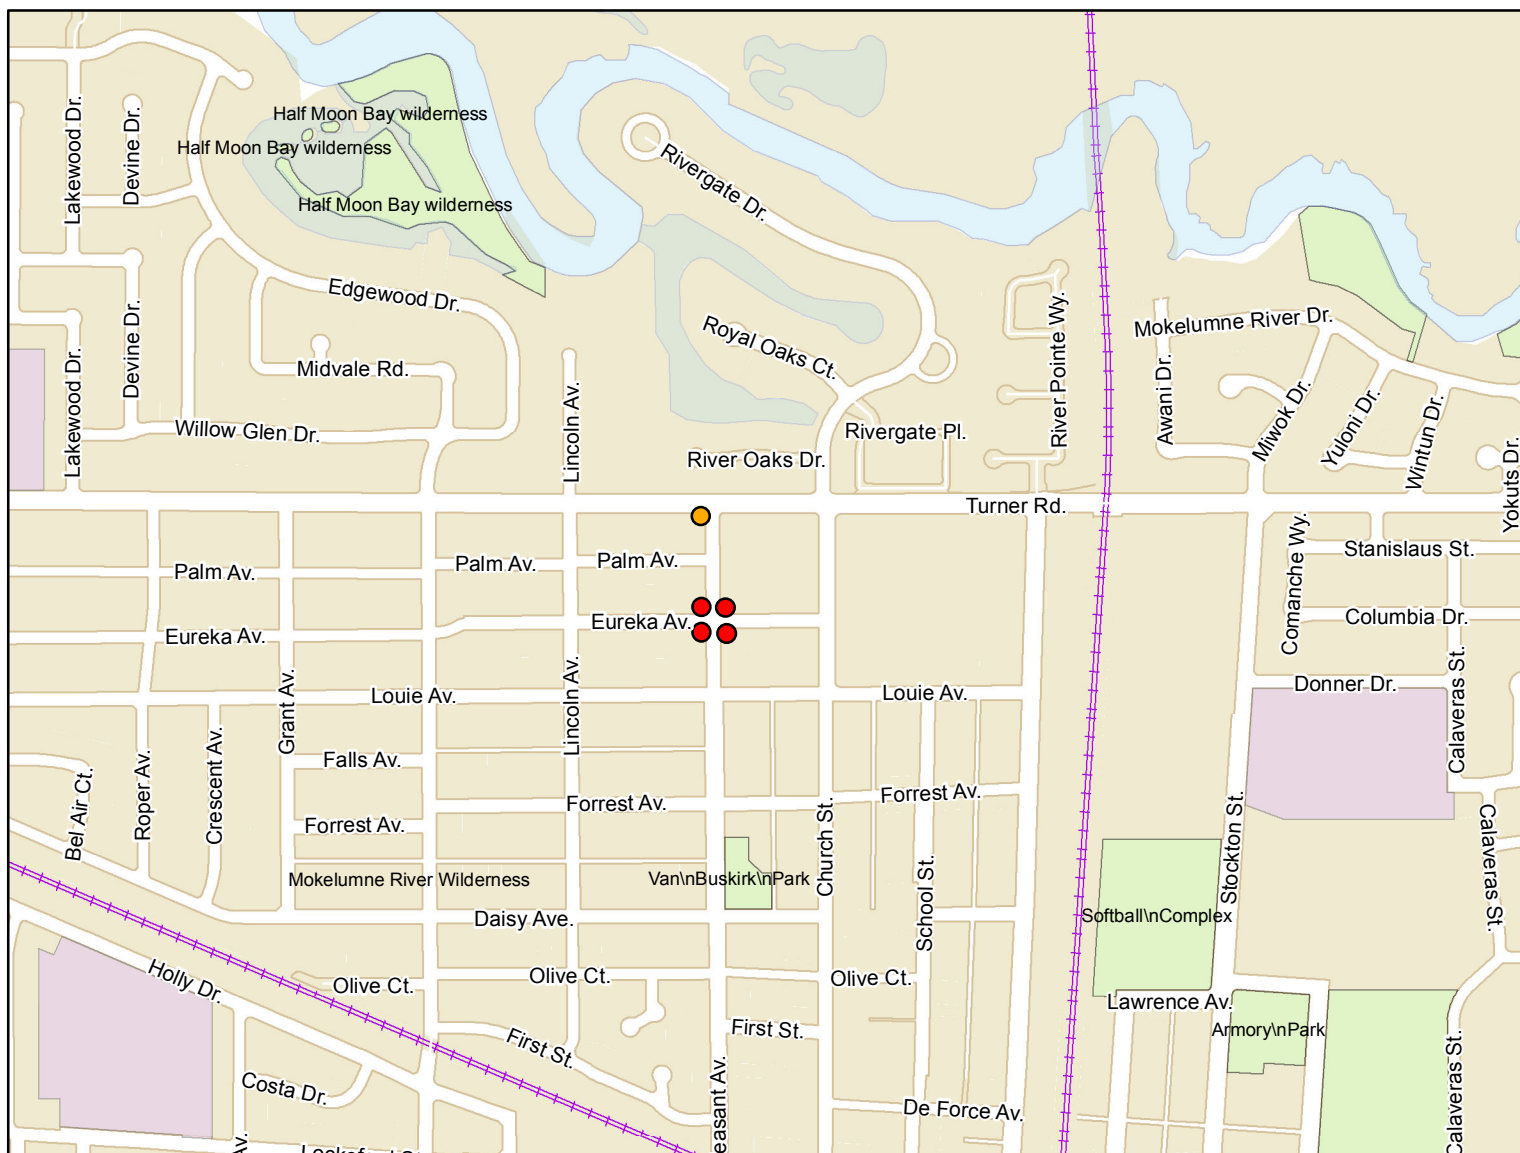 Half Moon Bay wilderness
Half Moon Bay wilderness
Half Moon Bay wilderness
Lakewood Dr.
Devine Dr.
Rivergate Dr.
Edgewood Dr.
Devine Dr.
Lakewood Dr.
Midvale Rd.
Willow Glen Dr.
Lincoln Av.
Royal Oaks Ct.
Rivergate Pl.
River Oaks Dr.
River Pointe Wy.
Mokelumne River Dr.
Awani Dr.
Miwok Dr.
Yuloni Dr.
Wintun Dr.
Yokuts Dr.
Turner Rd.
Palm Av.
Palm Av.
Palm Av.
Comanche Wy.
Stanislaus St.
Eureka Av.
Eureka Av.
Columbia Dr.
Grant Av.
Lincoln Av.
Louie Av.
Louie Av.
Donner Dr.
Calaveras St.
Bel Air Ct.
Roper Av.
Crescent Av.
Falls Av.
Forrest Av.
Forrest Av.
Forrest Av.
Church St.
School St.
Stockton St.
Calaveras St.
Mokelumne River Wilderness
Van\nBuskirk\nPark
Daisy Ave.
Softball\nComplex
Holly Dr.
Olive Ct.
Olive Ct.
Olive Ct.
Lawrence Av.
Armory\nPark
First St.
First St.
Costa Dr.
easant Av.
De Force Av.
Calaveras St.
Av.